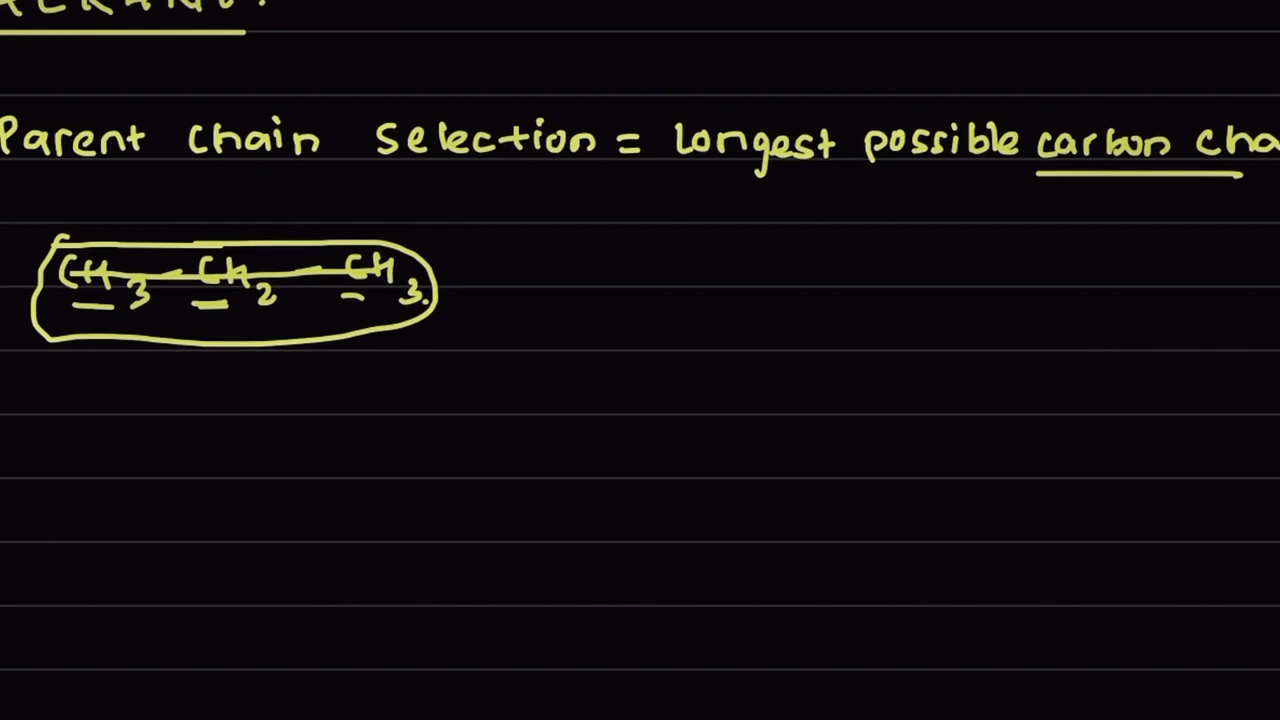 Parent chain selection = longest possible carbon cha
CH3 - CH2 - CH3.